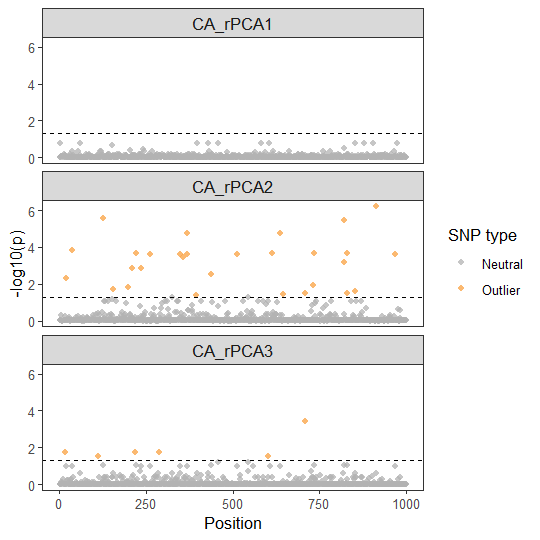 CA_rPCA1
6
4
2
0
CA_rPCA2
6
4
2
0
CA_rPCA3
6
4
2
0
0 250 500 750 1000
Position
-log10(p)
SNP type
Neutral
Outlier